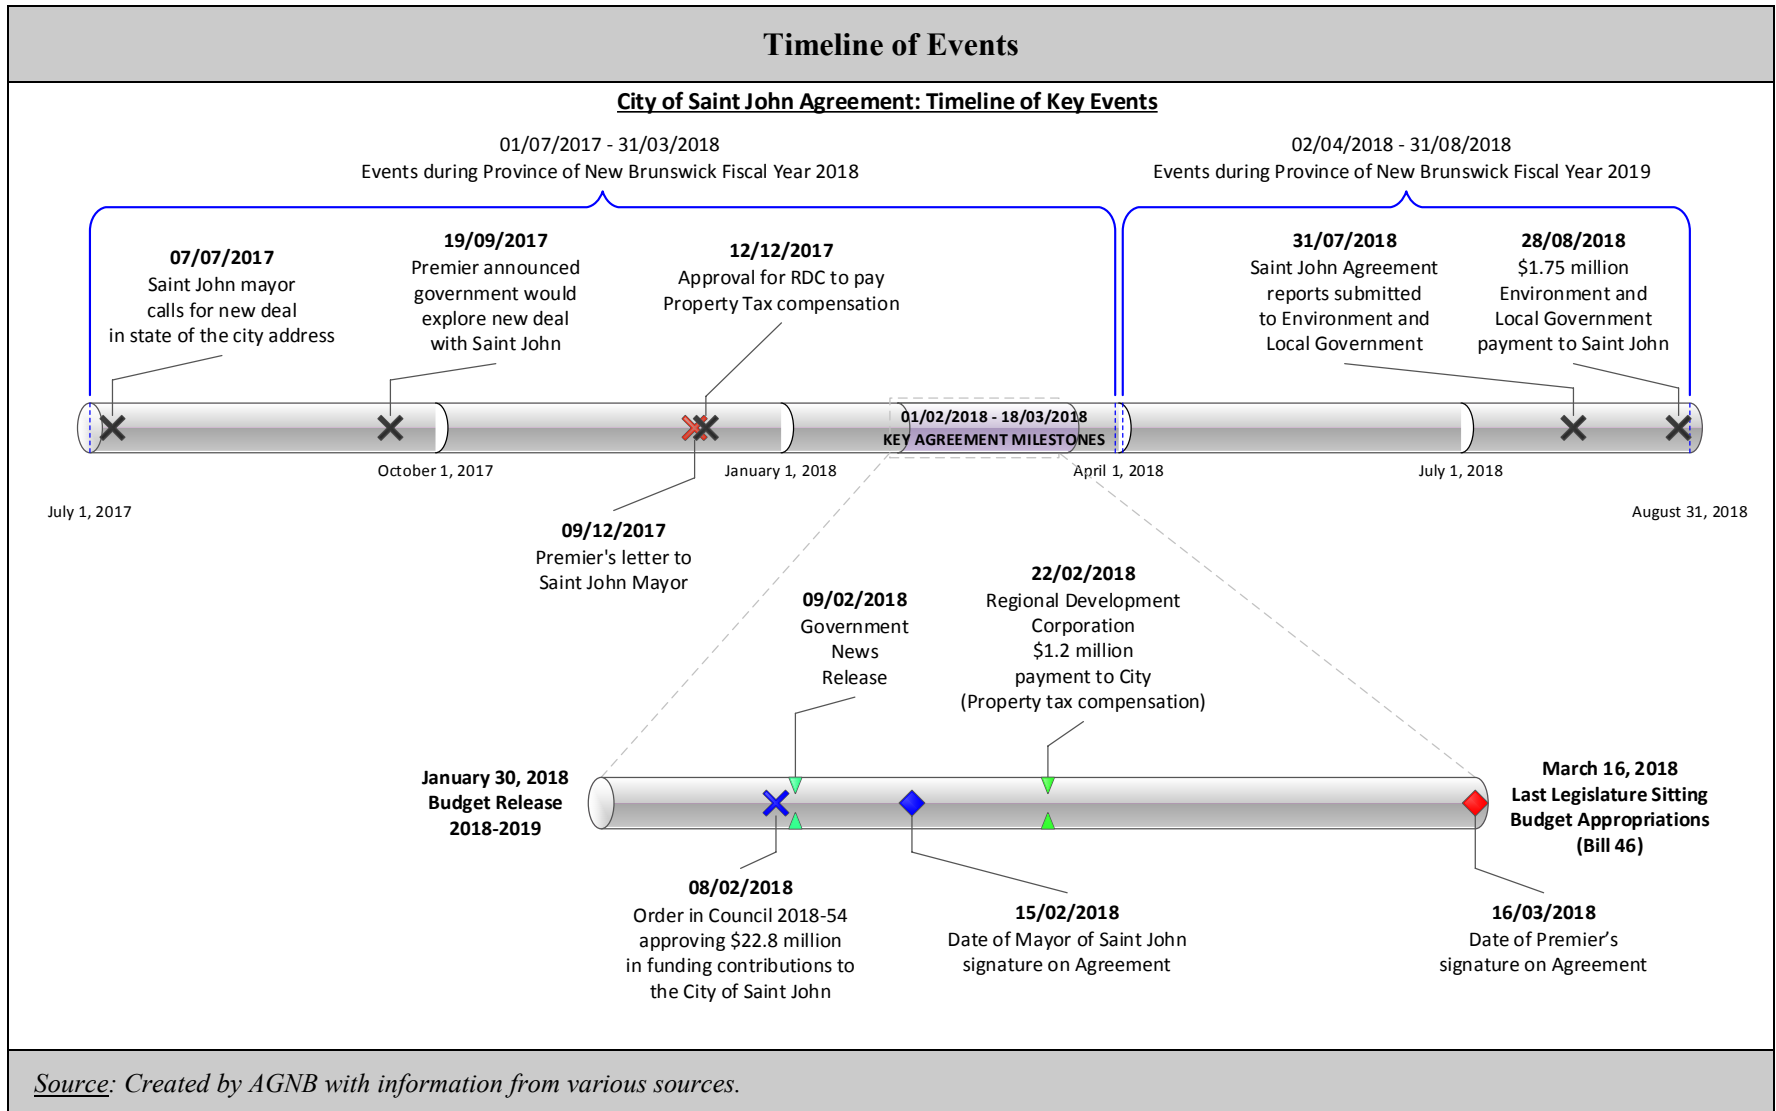 Timeline of Events
City of Saint John Agreement: Timeline of Key Events
01/07/2017 - 31/03/2018
Events during Province of New Brunswick Fiscal Year 2018
02/04/2018 - 31/08/2018
Events during Province of New Brunswick Fiscal Year 2019
07/07/2017
Saint John mayor
calls for new deal
in state of the city address
19/09/2017
Premier announced
government would
explore new deal
with Saint John
12/12/2017
Approval for RDC to pay
Property Tax compensation
31/07/2018
Saint John Agreement
reports submitted
to Environment and
Local Government
28/08/2018
$1.75 million
Environment and
Local Government
payment to Saint John
01/02/2018 - 18/03/2018
KEY AGREEMENT MILESTONES
October 1, 2017
January 1, 2018
April 1, 2018
July 1, 2018
July 1, 2017
August 31, 2018
09/12/2017
Premier's letter to
Saint John Mayor
09/02/2018
Government
News
Release
22/02/2018
Regional Development
Corporation
$1.2 million
payment to City
(Property tax compensation)
January 30, 2018
Budget Release
2018-2019
March 16, 2018
Last Legislature Sitting
Budget Appropriations
(Bill 46)
08/02/2018
Order in Council 2018-54
approving $22.8 million
in funding contributions to
the City of Saint John
15/02/2018
Date of Mayor of Saint John
signature on Agreement
16/03/2018
Date of Premier’s
signature on Agreement
Source: Created by AGNB with information from various sources.